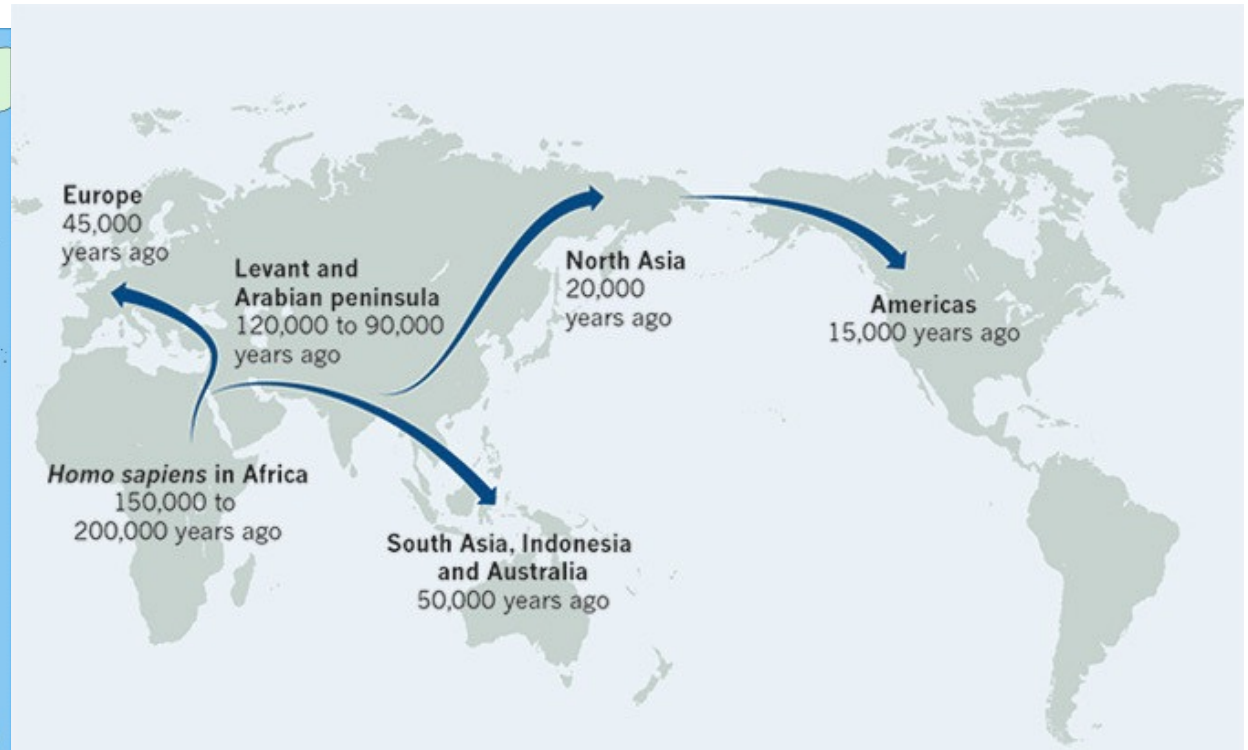 Europe
45,000
years ago
Levant and
Arabian peninsula
120,000 to 90,000
years ago
North Asia
20,000
years ago
Americas
15,000 years ago
Homo sapiens in Africa
150,000 to
200,000 years ago
South Asia, Indonesia
and Australia
50,000 years ago